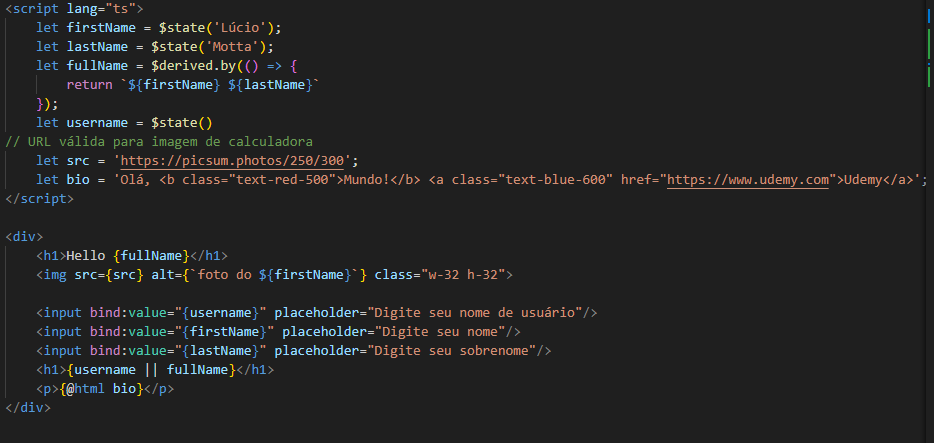 <script lang="ts">
    let firstName = $state('Lúcio');
    let lastName = $state('Motta');
    let fullName = $derived.by(() => {
        return `${firstName} ${lastName}`
    });
    let username = $state()
// URL válida para imagem de calculadora
    let src = 'https://picsum.photos/250/300';
    let bio = 'Olá, <b class="text-red-500">Mundo!</b> <a class="text-blue-600" href="https://www.udemy.com">Udemy</a>';
</script>

<div>
    <h1>Hello {fullName}</h1>
    <img src={src} alt={`foto do ${firstName}`} class="w-32 h-32">

    <input bind:value="{username}" placeholder="Digite seu nome de usuário"/>
    <input bind:value="{firstName}" placeholder="Digite seu nome"/>
    <input bind:value="{lastName}" placeholder="Digite seu sobrenome"/>
    <h1>{username || fullName}</h1>
    <p>{@html bio}</p>
</div>